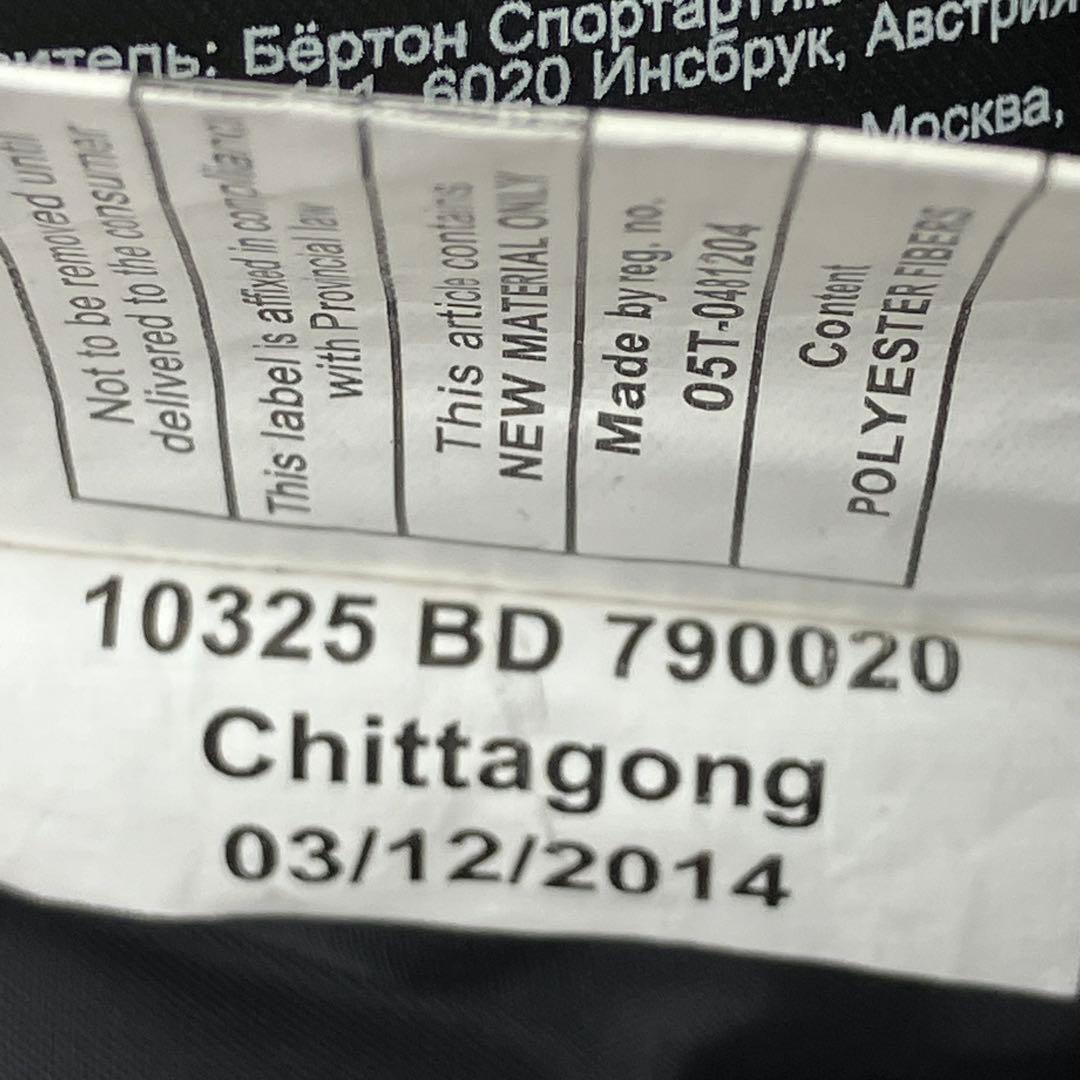 Бёртон
6020 Инсбрук, Австрия
Москва,
Not to be removed until
delivered to the consumer
This label is affixed in compliance
with Provincial law
This article contains
NEW MATERIAL ONLY
Made by reg. no.
05T-0481204
Content
POLYESTER FIBERS
10325 BD 790020
Chittagong
03/12/2014